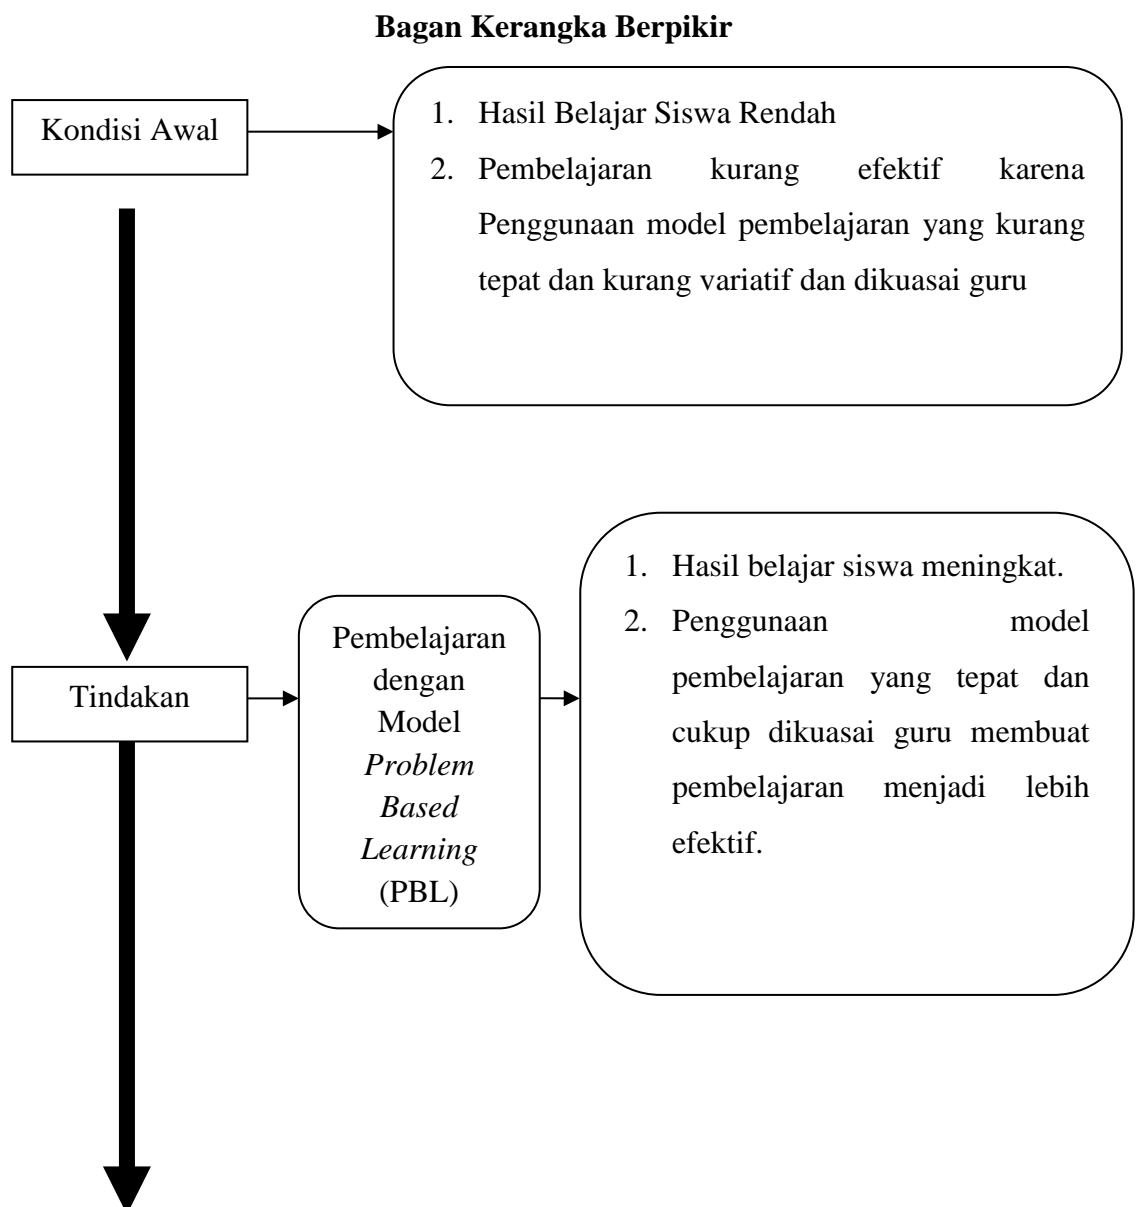 Bagan Kerangka Berpikir
Kondisi Awal
1. Hasil Belajar Siswa Rendah
2. Pembelajaran kurang efektif karena
Penggunaan model pembelajaran yang kurang
tepat dan kurang variatif dan dikuasai guru
Tindakan
Pembelajaran
dengan
Model
Problem
Based
Learning
(PBL)
1. Hasil belajar siswa meningkat.
2. Penggunaan model
pembelajaran yang tepat dan
cukup dikuasai guru membuat
pembelajaran menjadi lebih
efektif.